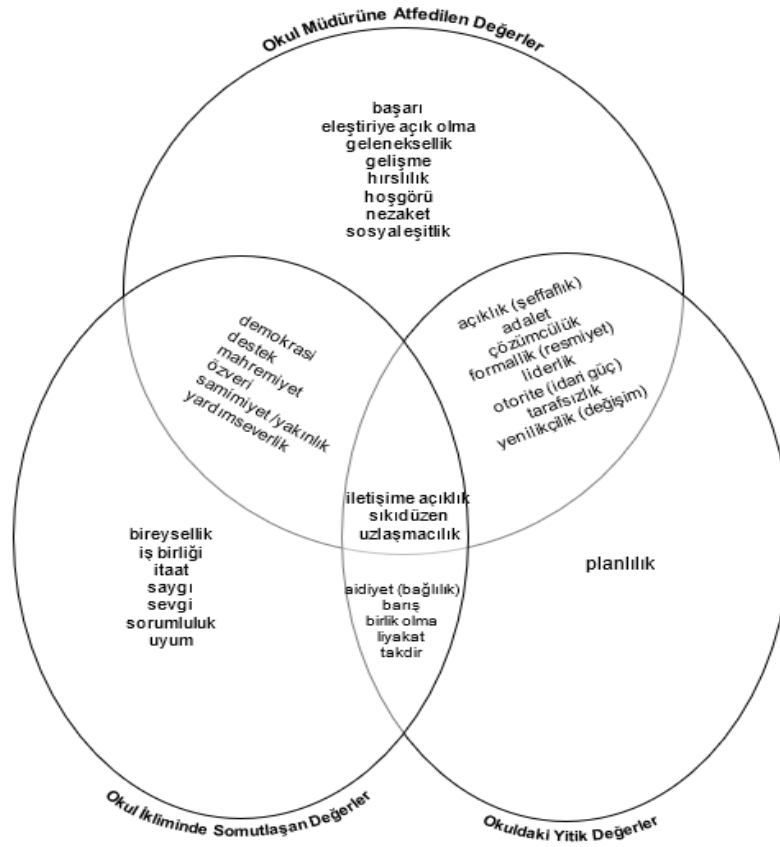 Okul Müdürüne Atfedilen Değerler
başarı
eleştiriye açık olma
geleneksellik
gelişme
hırslılık
hoşgörü
nezaket
sosyaleşitlik
demokrasi
destek
mahremiyet
özveri
samimiyet/yakınlık
yardımseverlik
açıklık (şeffaflık)
adalet
çözümcülük
formallik (resmiyet)
liderlik
otorite (idari güç)
tarafsızlık
yenilikçilik (değişim)
iletişime açıklık
sıkıdüzen
uzlaşmacılık
bireysellik
iş birliği
itaat
saygı
sevgi
sorumluluk
uyum
aidiyet (bağlılık)
barış
birlik olma
liyakat
takdir
planlılık
Okul İkliminde Somutlaşan Değerler
Okuldaki Yitik Değerler